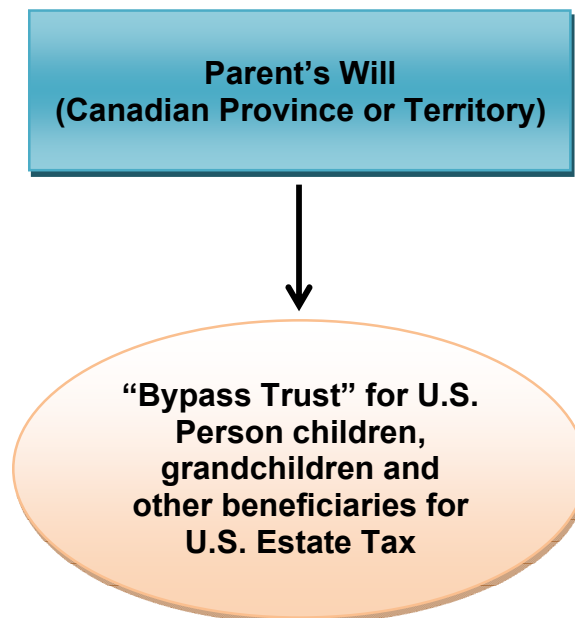 Parent’s Will
(Canadian Province or Territory)
“Bypass Trust” for U.S.
Person children,
grandchildren and
other beneficiaries for
U.S. Estate Tax